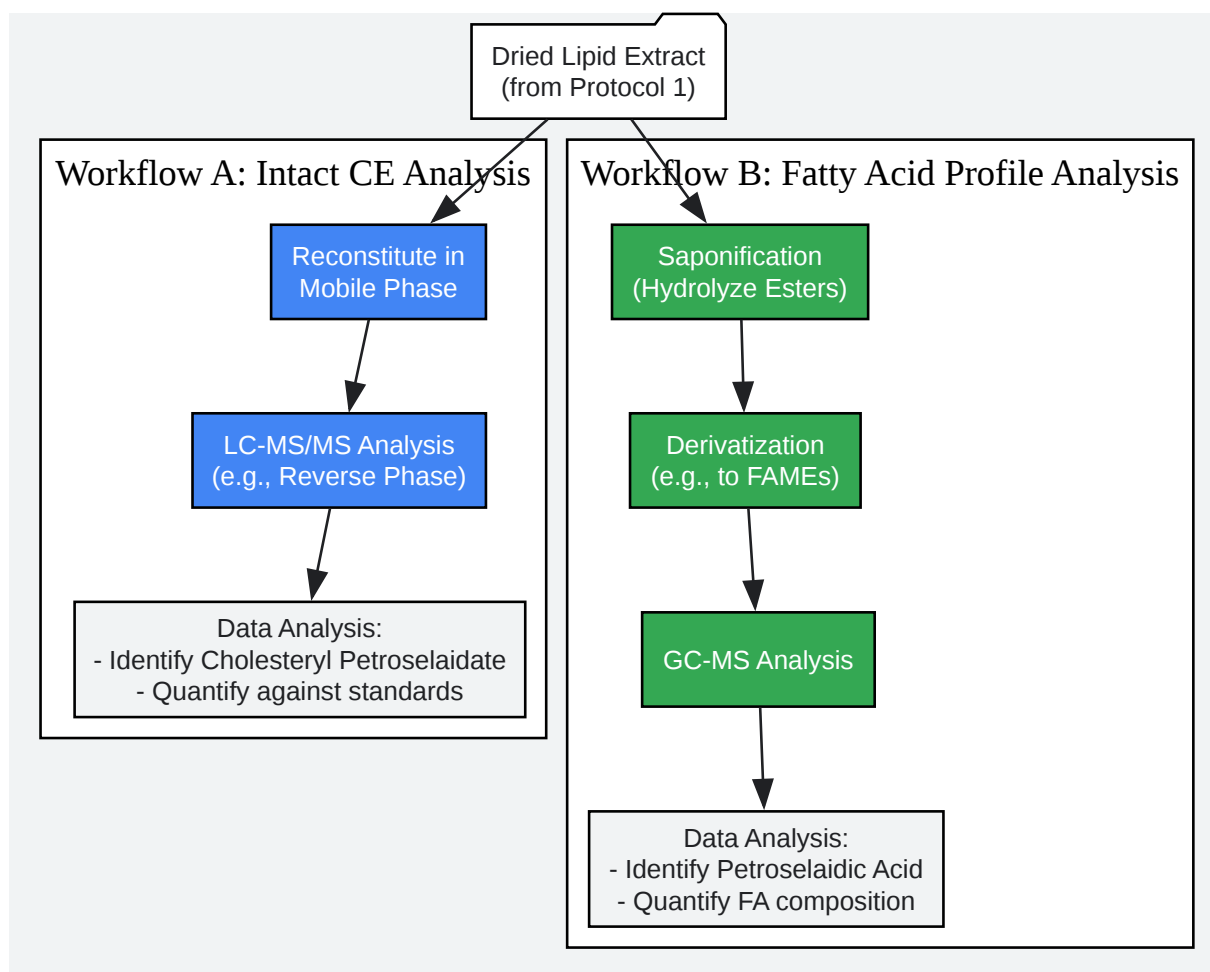 Dried Lipid Extract
(from Protocol 1)
Workflow A: Intact CE Analysis
Reconstitute in
Mobile Phase
LC-MS/MS Analysis
(e.g., Reverse Phase)
Data Analysis:
- Identify Cholesteryl Petroselaidate
- Quantify against standards
Workflow B: Fatty Acid Profile Analysis
Saponification
(Hydrolyze Esters)
Derivatization
(e.g., to FAMEs)
GC-MS Analysis
Data Analysis:
- Identify Petroselaidic Acid
- Quantify FA composition